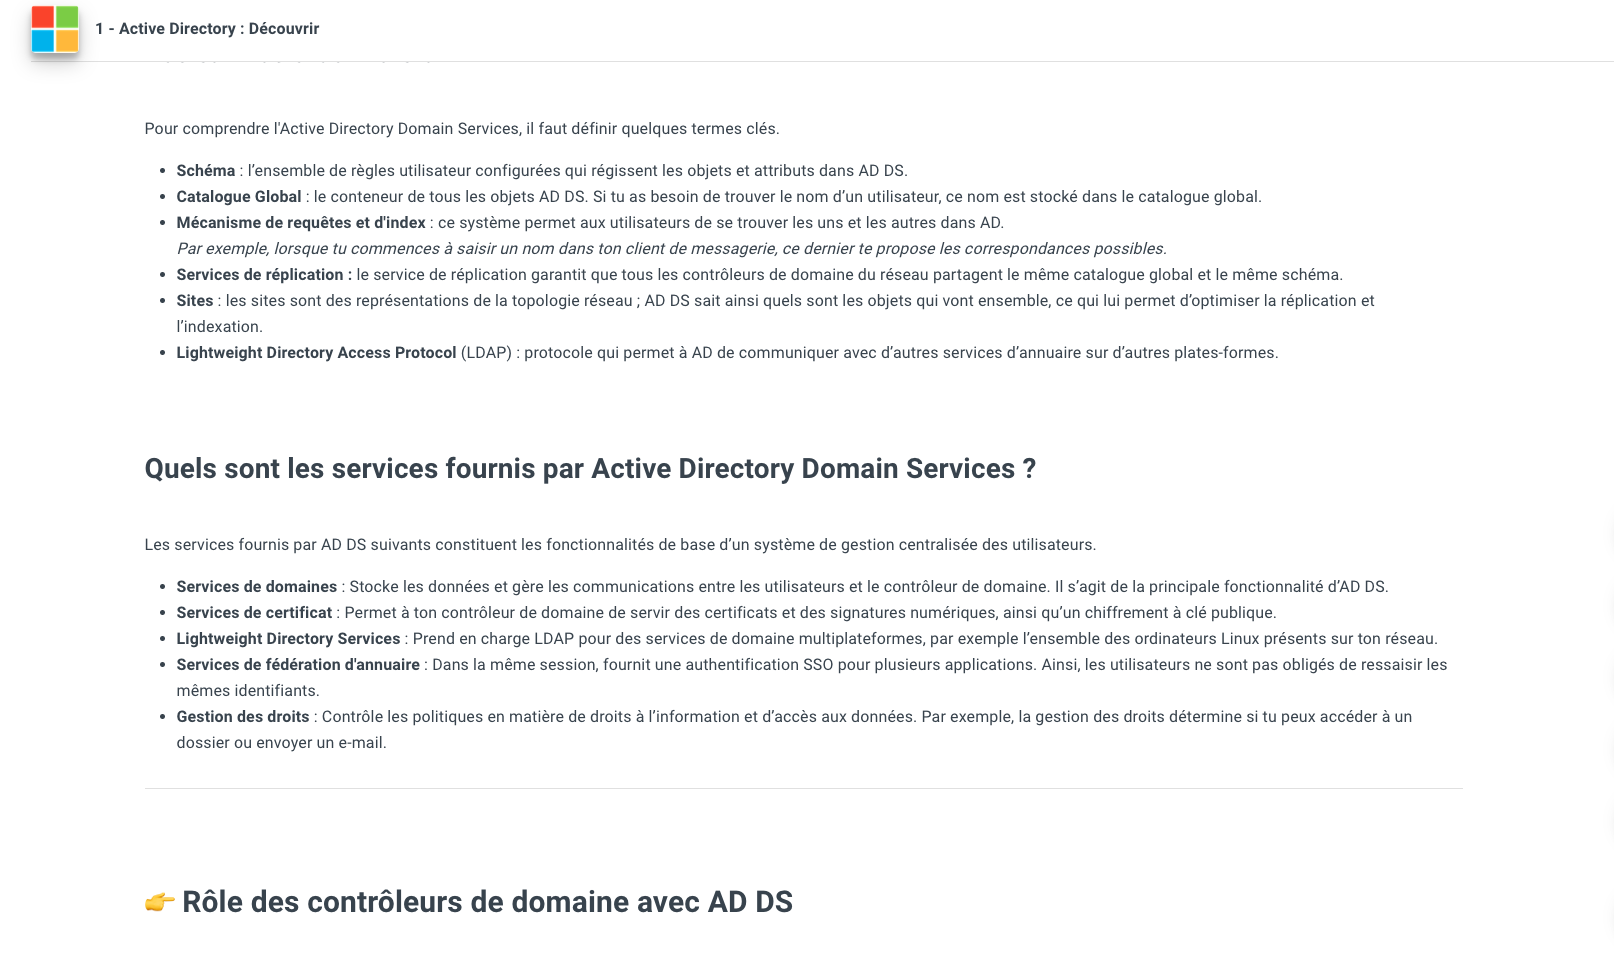 1 - Active Directory : Découvrir
Pour comprendre l'Active Directory Domain Services, il faut définir quelques termes clés.
• Schéma : l’ensemble de règles utilisateur configurées qui régissent les objets et attributs dans AD DS.
• Catalogue Global : le conteneur de tous les objets AD DS. Si tu as besoin de trouver le nom d’un utilisateur, ce nom est stocké dans le catalogue global.
• Mécanisme de requêtes et d'index : ce système permet aux utilisateurs de se trouver les uns et les autres dans AD.
Par exemple, lorsque tu commences à saisir un nom dans ton client de messagerie, ce dernier te propose les correspondances possibles.
• Services de réplication : le service de réplication garantit que tous les contrôleurs de domaine du réseau partagent le même catalogue global et le même schéma.
• Sites : les sites sont des représentations de la topologie réseau ; AD DS sait ainsi quels sont les objets qui vont ensemble, ce qui lui permet d’optimiser la réplication et
l’indexation.
• Lightweight Directory Access Protocol (LDAP) : protocole qui permet à AD de communiquer avec d’autres services d’annuaire sur d’autres plates-formes.
Quels sont les services fournis par Active Directory Domain Services ?
Les services fournis par AD DS suivants constituent les fonctionnalités de base d’un système de gestion centralisée des utilisateurs.
• Services de domaines : Stocke les données et gère les communications entre les utilisateurs et le contrôleur de domaine. Il s’agit de la principale fonctionnalité d’AD DS.
• Services de certificat : Permet à ton contrôleur de domaine de servir des certificats et des signatures numériques, ainsi qu’un chiffrement à clé publique.
• Lightweight Directory Services : Prend en charge LDAP pour des services de domaine multiplateformes, par exemple l’ensemble des ordinateurs Linux présents sur ton réseau.
• Services de fédération d'annuaire : Dans la même session, fournit une authentification SSO pour plusieurs applications. Ainsi, les utilisateurs ne sont pas obligés de ressaisir les
mêmes identifiants.
• Gestion des droits : Contrôle les politiques en matière de droits à l’information et d’accès aux données. Par exemple, la gestion des droits détermine si tu peux accéder à un
dossier ou envoyer un e-mail.
👉 Rôle des contrôleurs de domaine avec AD DS